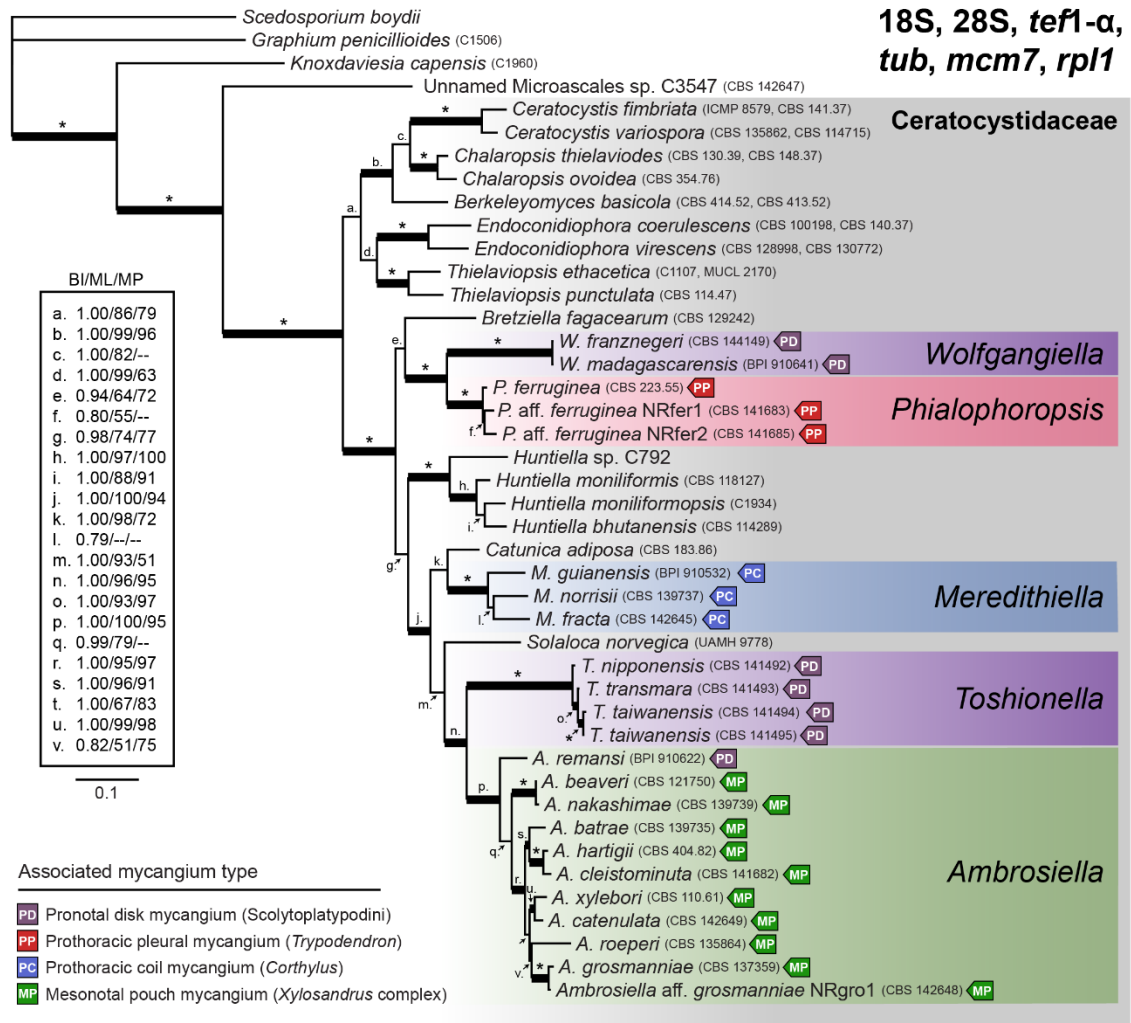 18S, 28S, tef1-α,
tub, mcm7, rpl1
Scedosporium boydii
Graphium penicillioides (C1506)
Knoxdaviesia capensis (C1960)
Unnamed Microascales sp. C3547 (CBS 142647)
Ceratocystidaceae
Ceratocystis fimbriata (ICMP 8579, CBS 141.37)
Ceratocystis variospora (CBS 135862, CBS 114715)
Chalaropsis thielaviodes (CBS 130.39, CBS 148.37)
Chalaropsis ovoidea (CBS 354.76)
Berkeleyomyces basicola (CBS 414.52, CBS 413.52)
Endoconidiophora coerulescens (CBS 100198, CBS 140.37)
Endoconidiophora virescens (CBS 128998, CBS 130772)
Thielaviopsis ethacetica (C1107, MUCL 2170)
Thielaviopsis punctulata (CBS 114.47)
Bretziella fagacearum (CBS 129242)
W. franznegeri (CBS 144149) PD
W. madagascarensis (BPI 910641) PD
Wolfgangiella
P. ferruginea (CBS 223.55) PP
P. aff. ferruginea NRfer1 (CBS 141683) PP
P. aff. ferruginea NRfer2 (CBS 141685) PP
Phialophoropsis
Huntiella sp. C792
Huntiella moniliformis (CBS 118127)
Huntiella moniliformopsis (C1934)
Huntiella bhutanensis (CBS 114289)
Catunica adiposa (CBS 183.86)
M. guianensis (BPI 910532) PC
M. norrisii (CBS 139737) PC
M. fracta (CBS 142645) PC
Meredithiella
Solaloca norvegica (UAMH 9778)
T. nipponensis (CBS 141492) PD
T. transmara (CBS 141493) PD
T. taiwanensis (CBS 141494) PD
T. taiwanensis (CBS 141495) PD
Toshionella
A. remansi (BPI 910622) PD
A. beaveri (CBS 121750) MP
A. nakashimae (CBS 139739) MP
A. batrae (CBS 139735) MP
A. hartigii (CBS 404.82) MP
A. cleistominuta (CBS 141682) MP
A. xylebori (CBS 110.61) MP
A. catenulata (CBS 142649) MP
A. roeperi (CBS 135864) MP
A. grosmanniae (CBS 137359) MP
Ambrosiella aff. grosmanniae NRgro1 (CBS 142648) MP
Ambrosiella
* * * * * * * * * * * * * * * *
a.
b.
c.
d.
e.
f.
g.
h.
i.
j.
k.
l.
m.
n.
o.
p.
q.
r.
s.
u.
v.
BI/ML/MP
a. 1.00/86/79
b. 1.00/99/96
c. 1.00/82/--
d. 1.00/99/63
e. 0.94/64/72
f. 0.80/55/--
g. 0.98/74/77
h. 1.00/97/100
i. 1.00/88/91
j. 1.00/100/94
k. 1.00/98/72
l. 0.79/--/--
m. 1.00/93/51
n. 1.00/96/95
o. 1.00/93/97
p. 1.00/100/95
q. 0.99/79/--
r. 1.00/95/97
s. 1.00/96/91
t. 1.00/67/83
u. 1.00/99/98
v. 0.82/51/75
0.1
Associated mycangium type
PD Pronotal disk mycangium (Scolytoplatypodini)
PP Prothoracic pleural mycangium (Trypodendron)
PC Prothoracic coil mycangium (Corthylus)
MP Mesonotal pouch mycangium (Xylosandrus complex)